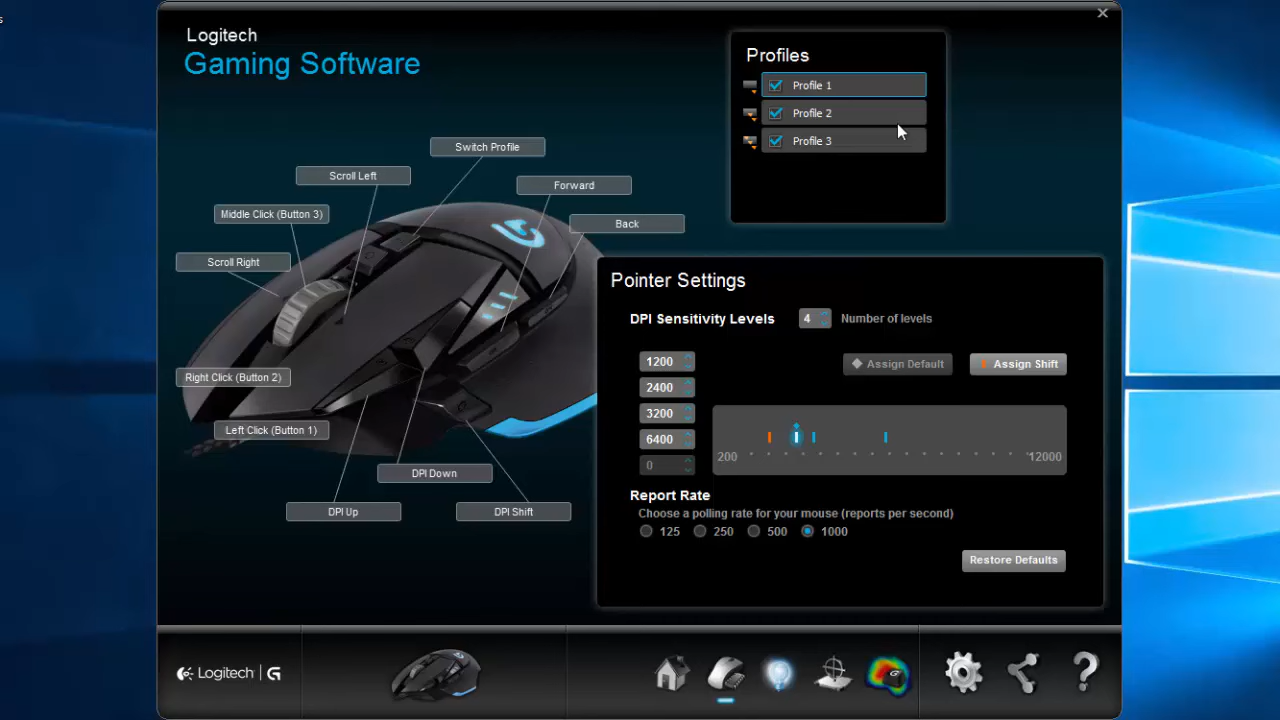 s
Logitech
Gaming Software
Profiles
Profile 1
Profile 2
Profile 3
Switch Profile
Scroll Left
Forward
Middle Click (Button 3)
Back
Scroll Right
Right Click (Button 2)
Left Click (Button 1)
DPI Down
DPI Up
DPI Shift
Pointer Settings
DPI Sensitivity Levels
4
Number of levels
1200
2400
3200
6400
0
Assign Default
Assign Shift
200
12000
Report Rate
Choose a polling rate for your mouse (reports per second)
125 250 500 1000
Restore Defaults
Logitech | G
G
?